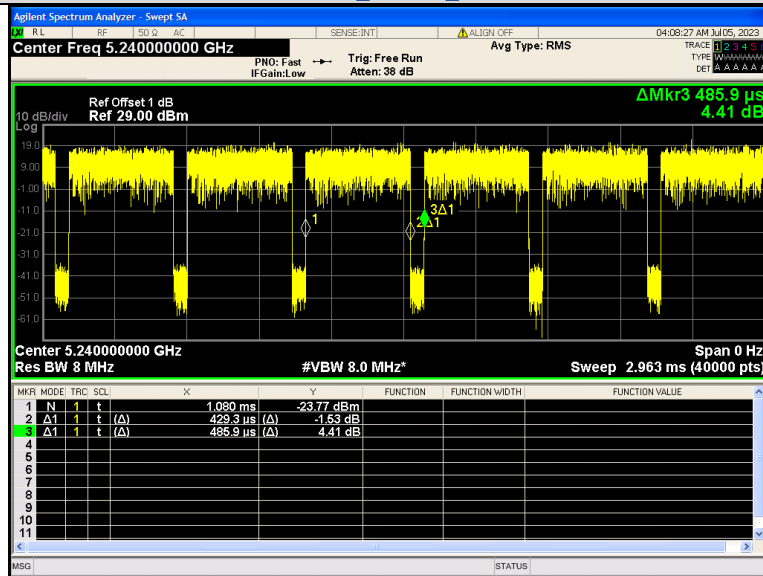 Agilent Spectrum Analyzer - Swept SA
LXI RL RF 50 Ω AC SENSE:INT ALIGN OFF 04:08:27 AM Jul 05, 2023
Center Freq 5.240000000 GHz Avg Type: RMS TRACE 1 2 3 4 5
PNO: Fast Trig: Free Run TYPE
IFGain:Low Atten: 38 dB DET A A A A A
ΔMkr3 485.9 µs
4.41 dB
Ref Offset 1 dB
10 dB/div Ref 29.00 dBm
Log
19.0
9.00
-1.00
-11.0
-21.0
-31.0
-41.0
-51.0
-61.0
1
2Δ1
3Δ1
Center 5.240000000 GHz Span 0 Hz
Res BW 8 MHz #VBW 8.0 MHz* Sweep 2.963 ms (40000 pts)
MKR MODE TRC SCL X Y FUNCTION FUNCTION WIDTH FUNCTION VALUE
1 N 1 t 1.080 ms -23.77 dBm
2 Δ1 1 t (Δ) 429.3 µs (Δ) -1.53 dB
3 Δ1 1 t (Δ) 485.9 µs (Δ) 4.41 dB
4
5
6
7
8
9
10
11
MSG STATUS